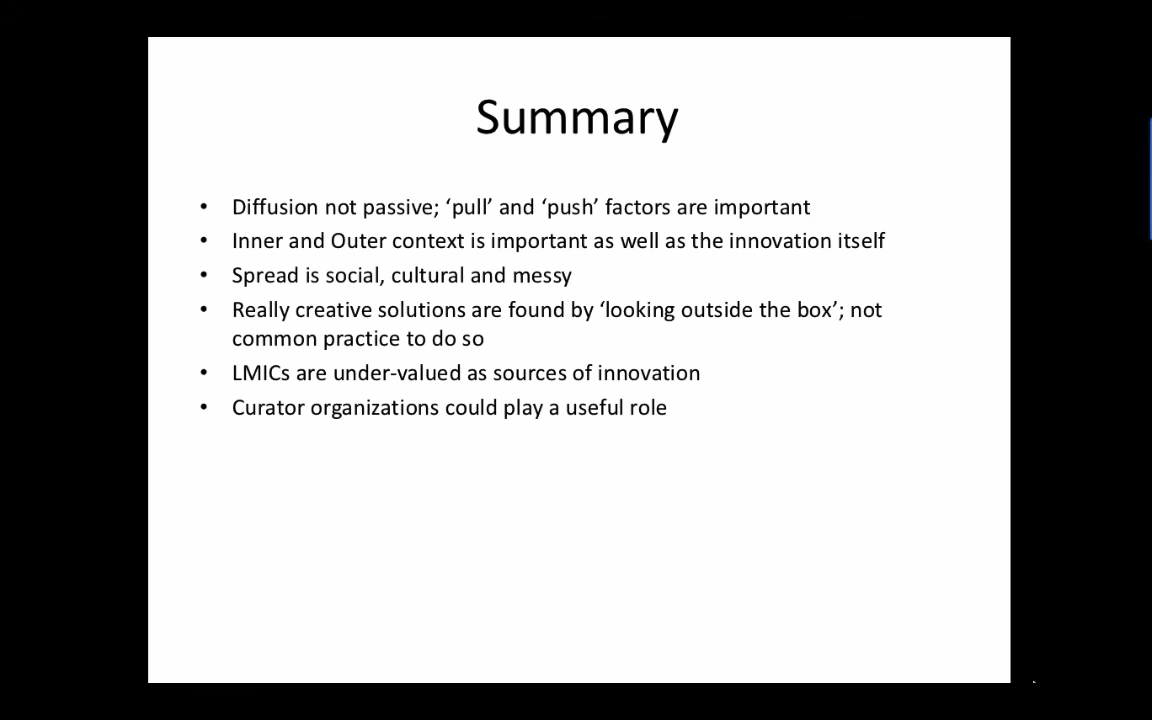 Summary
• Diffusion not passive; ‘pull’ and ‘push’ factors are important
• Inner and Outer context is important as well as the innovation itself
• Spread is social, cultural and messy
• Really creative solutions are found by ‘looking outside the box’; not
common practice to do so
• LMICs are under-valued as sources of innovation
• Curator organizations could play a useful role